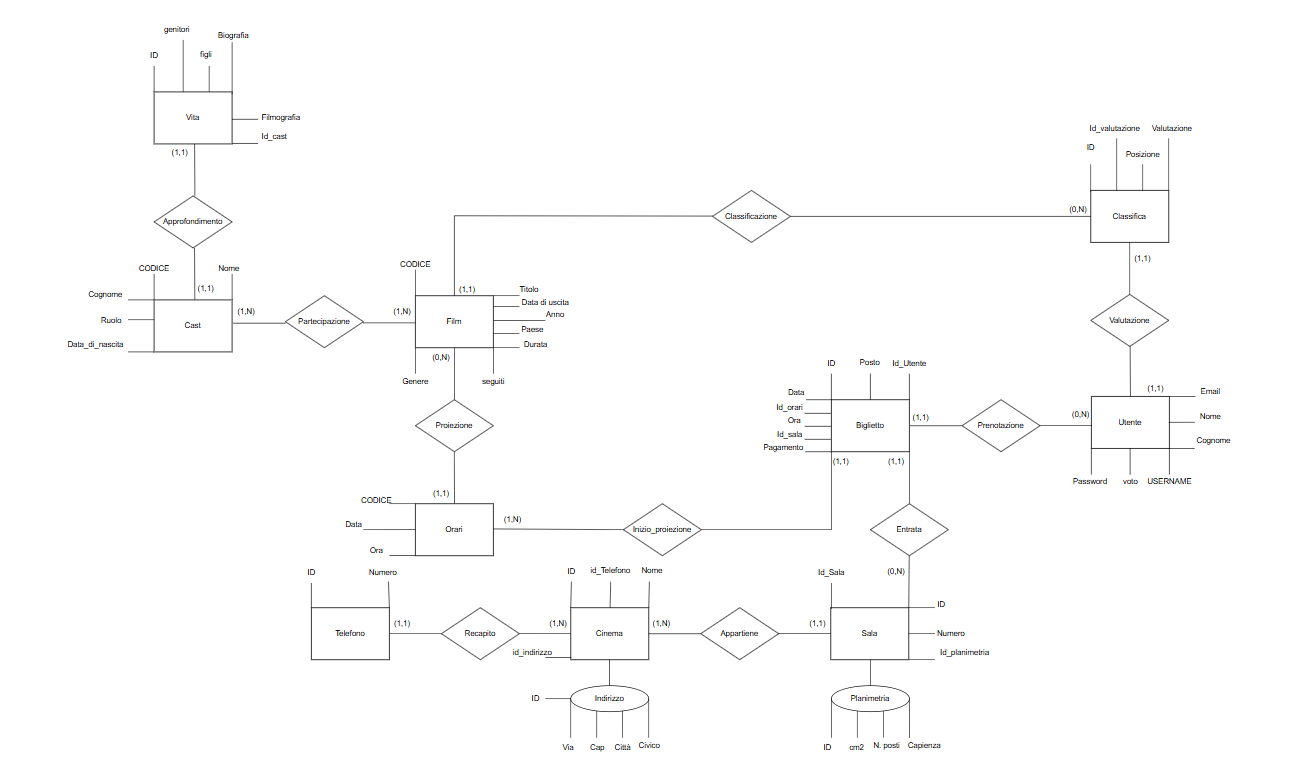 genitori
Biografia
ID
figli
Vita
Filmografia
Id_cast
(1,1)
Approfondimento
(1,1)
CODICE
Nome
Cognome
Ruolo
Data_di_nascita
Cast
(1,N)
Partecipazione
(1,N)
CODICE
(1,1)
Titolo
Data di uscita
Anno
Paese
Durata
Film
(0,N)
Genere
seguiti
Classificazione
(0,N)
Id_valutazione
Valutazione
ID
Posizione
Classifica
(1,1)
Valutazione
(1,1)
Email
Nome
Cognome
Utente
(0,N)
Password
voto
USERNAME
Prenotazione
(1,1)
ID
Posto
Id_Utente
Data
Id_orari
Ora
Id_sala
Pagamento
Biglietto
(1,1)
(1,1)
Proiezione
(1,1)
CODICE
Data
Ora
Orari
(1,N)
Inizio_proiezione
Entrata
(0,N)
ID
Numero
Telefono
(1,1)
Recapito
(1,N)
ID
id_Telefono
Nome
Cinema
id_indirizzo
(1,N)
Appartiene
(1,1)
Id_Sala
ID
Numero
Id_planimetria
Sala
Indirizzo
ID
Via
Cap
Città
Civico
Planimetria
ID
cm2
N. posti
Capienza